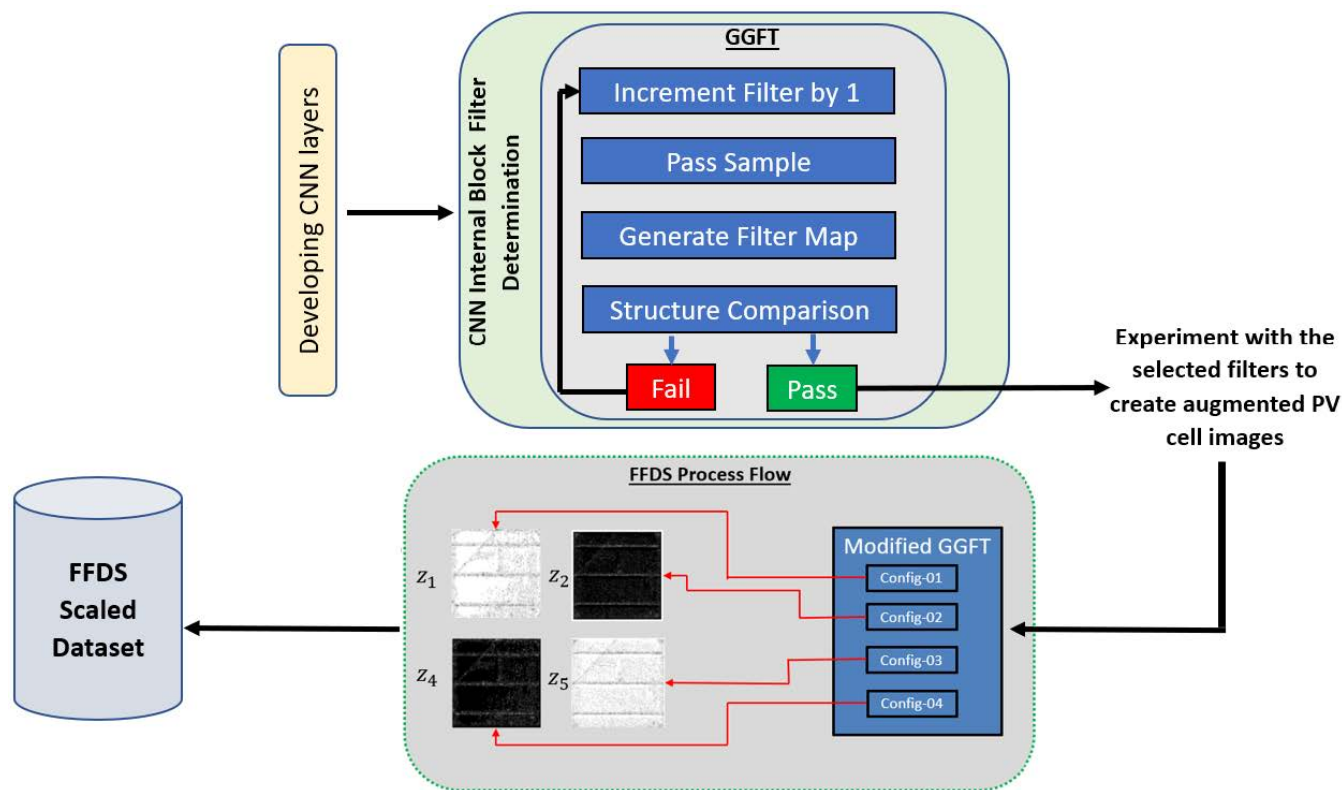 Developing CNN layers
CNN Internal Block Filter
Determination
GGFT
Increment Filter by 1
Pass Sample
Generate Filter Map
Structure Comparison
Fail
Pass
Experiment with the
selected filters to
create augmented PV
cell images
FFDS Process Flow
Modified GGFT
Config-01
Config-02
Config-03
Config-04
z₁
z₂
z₄
z₅
FFDS
Scaled
Dataset